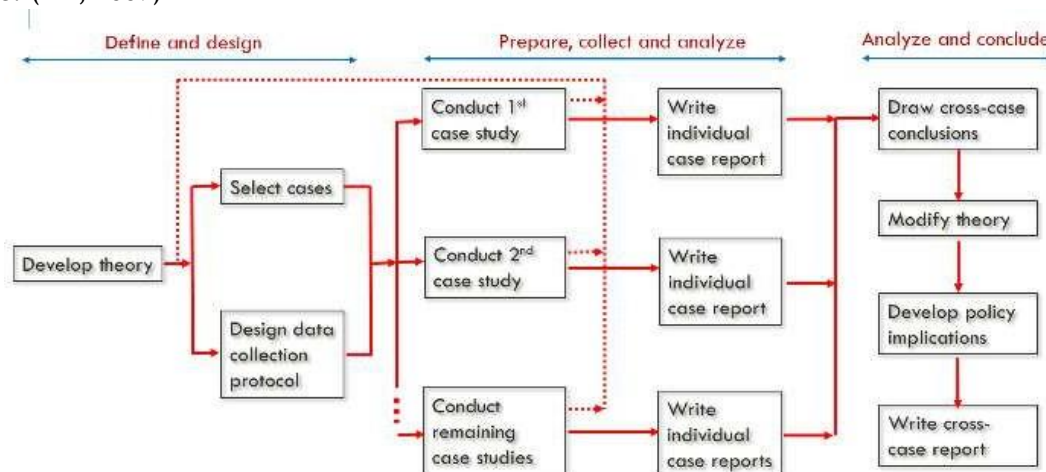 Define and design
Prepare, collect and analyze
Analyze and conclude
Develop theory
Select cases
Design data
collection
protocol
Conduct 1st
case study
Conduct 2nd
case study
Conduct
remaining
case studies
Write
individual
case report
Write
individual
case report
Write
individual
case reports
Draw cross-case
conclusions
Modify theory
Develop policy
implications
Write cross-
case report